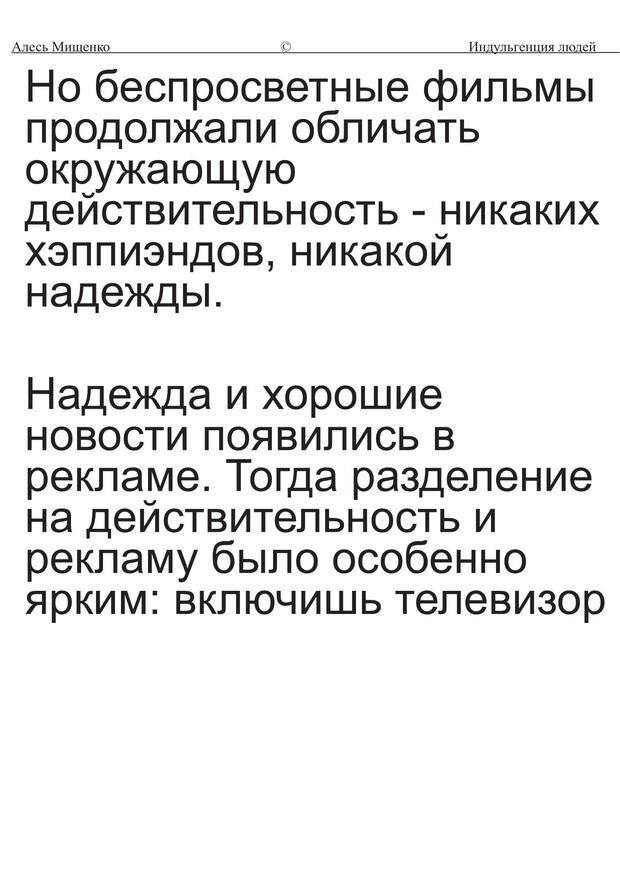 Алесь Мищенко © Индульгенция людей
Но беспросветные фильмы
продолжали обличать
окружающую
действительность - никаких
хэппиэндов, никакой
надежды.
Надежда и хорошие
новости появились в
рекламе. Тогда разделение
на действительность и
рекламу было особенно
ярким: включишь телевизор